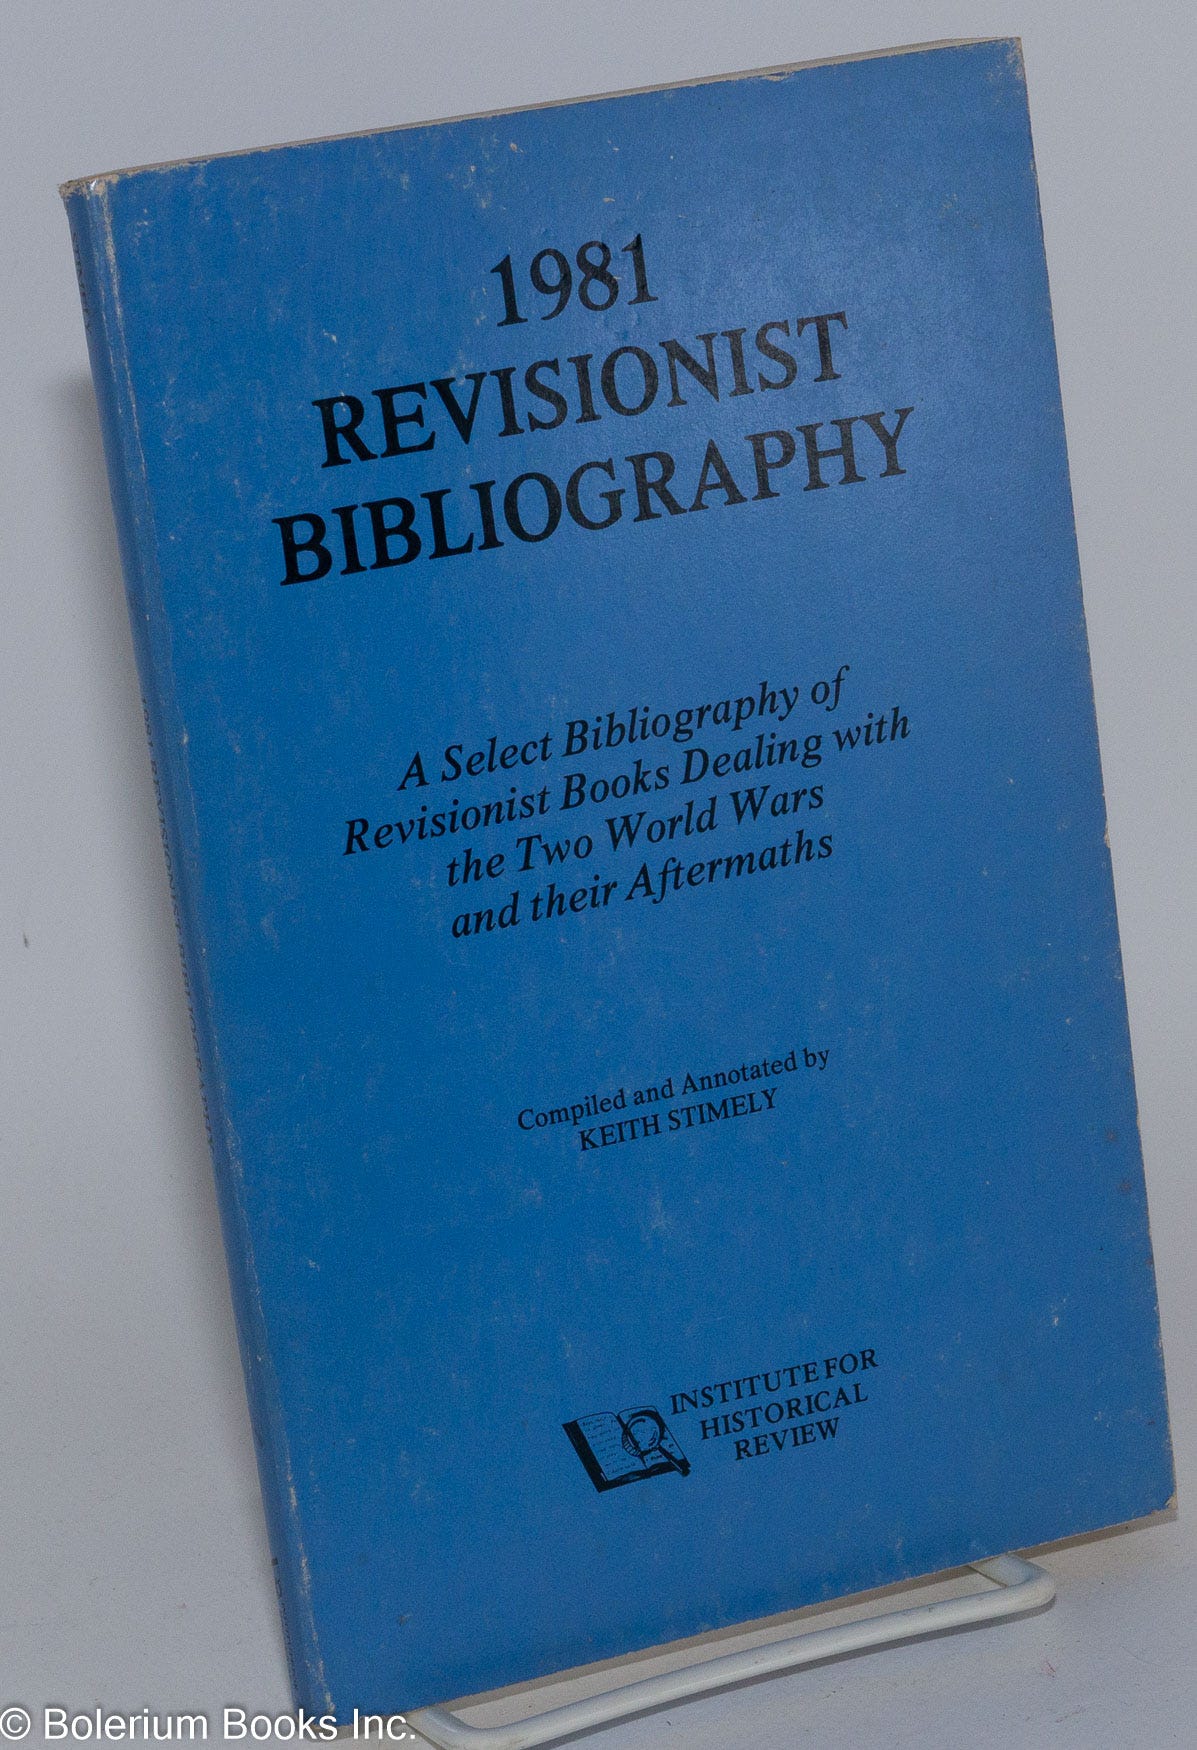 1981
REVISIONIST
BIBLIOGRAPHY
A Select Bibliography of
Revisionist Books Dealing with
the Two World Wars
and their Aftermaths
Compiled and Annotated by
KEITH STIMELY
INSTITUTE FOR
HISTORICAL
REVIEW
© Bolerium Books Inc.